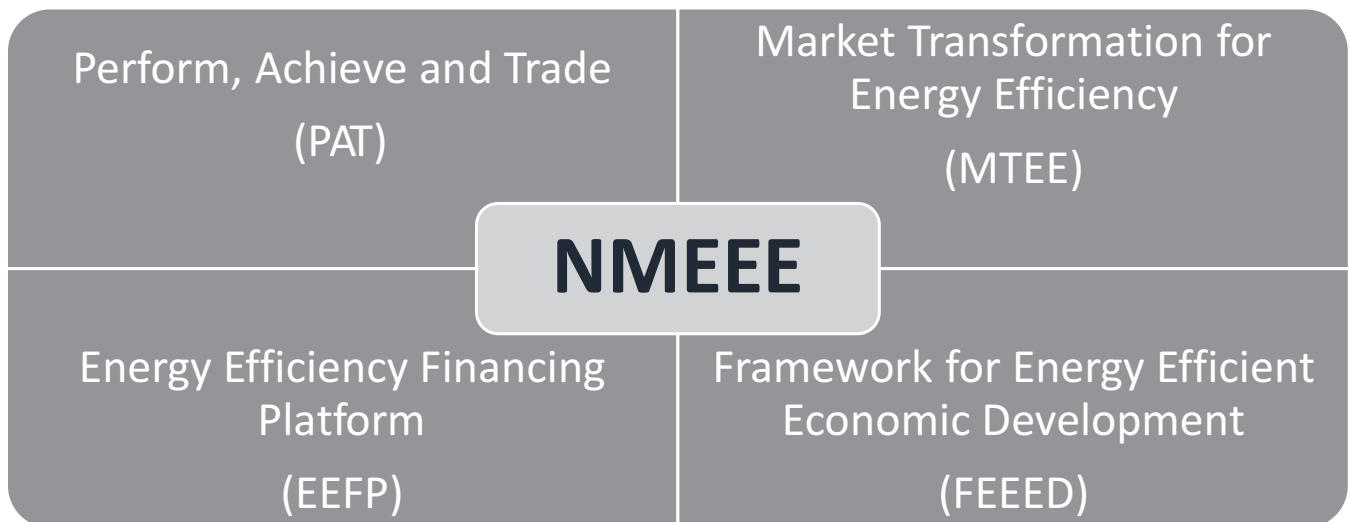 Perform, Achieve and Trade
(PAT)
Market Transformation for
Energy Efficiency
(MTEE)
NMEEE
Energy Efficiency Financing
Platform
(EEFP)
Framework for Energy Efficient
Economic Development
(FEEED)